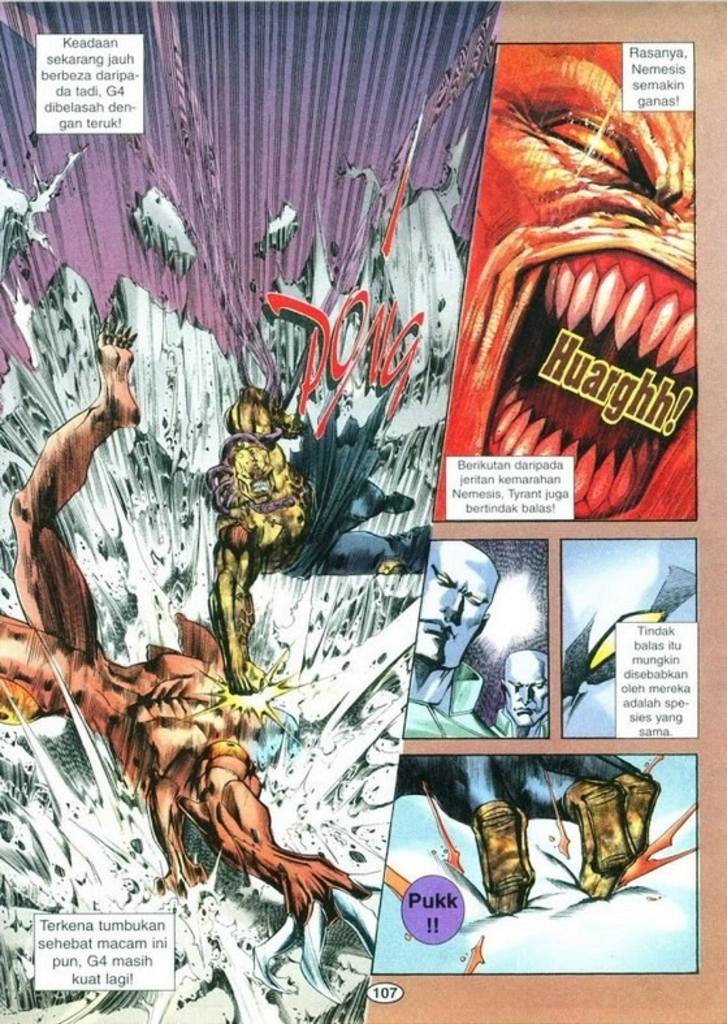 Keadaan
sekarang jauh
berbeza daripa-
da tadi, G4
dibelasah den-
gan teruk!
DONG
Terkena tumbukan
sehebat macam ini
pun, G4 masih
kuat lagi!
Rasanya,
Nemesis
semakin
ganas!
Huarghh!
Berikutan daripada
jeritan kemarahan
Nemesis, Tyrant juga
bertindak balas!
Tindak
balas itu
mungkin
disebabkan
oleh mereka
adalah spe-
sies yang
sama.
Pukk
!!
107